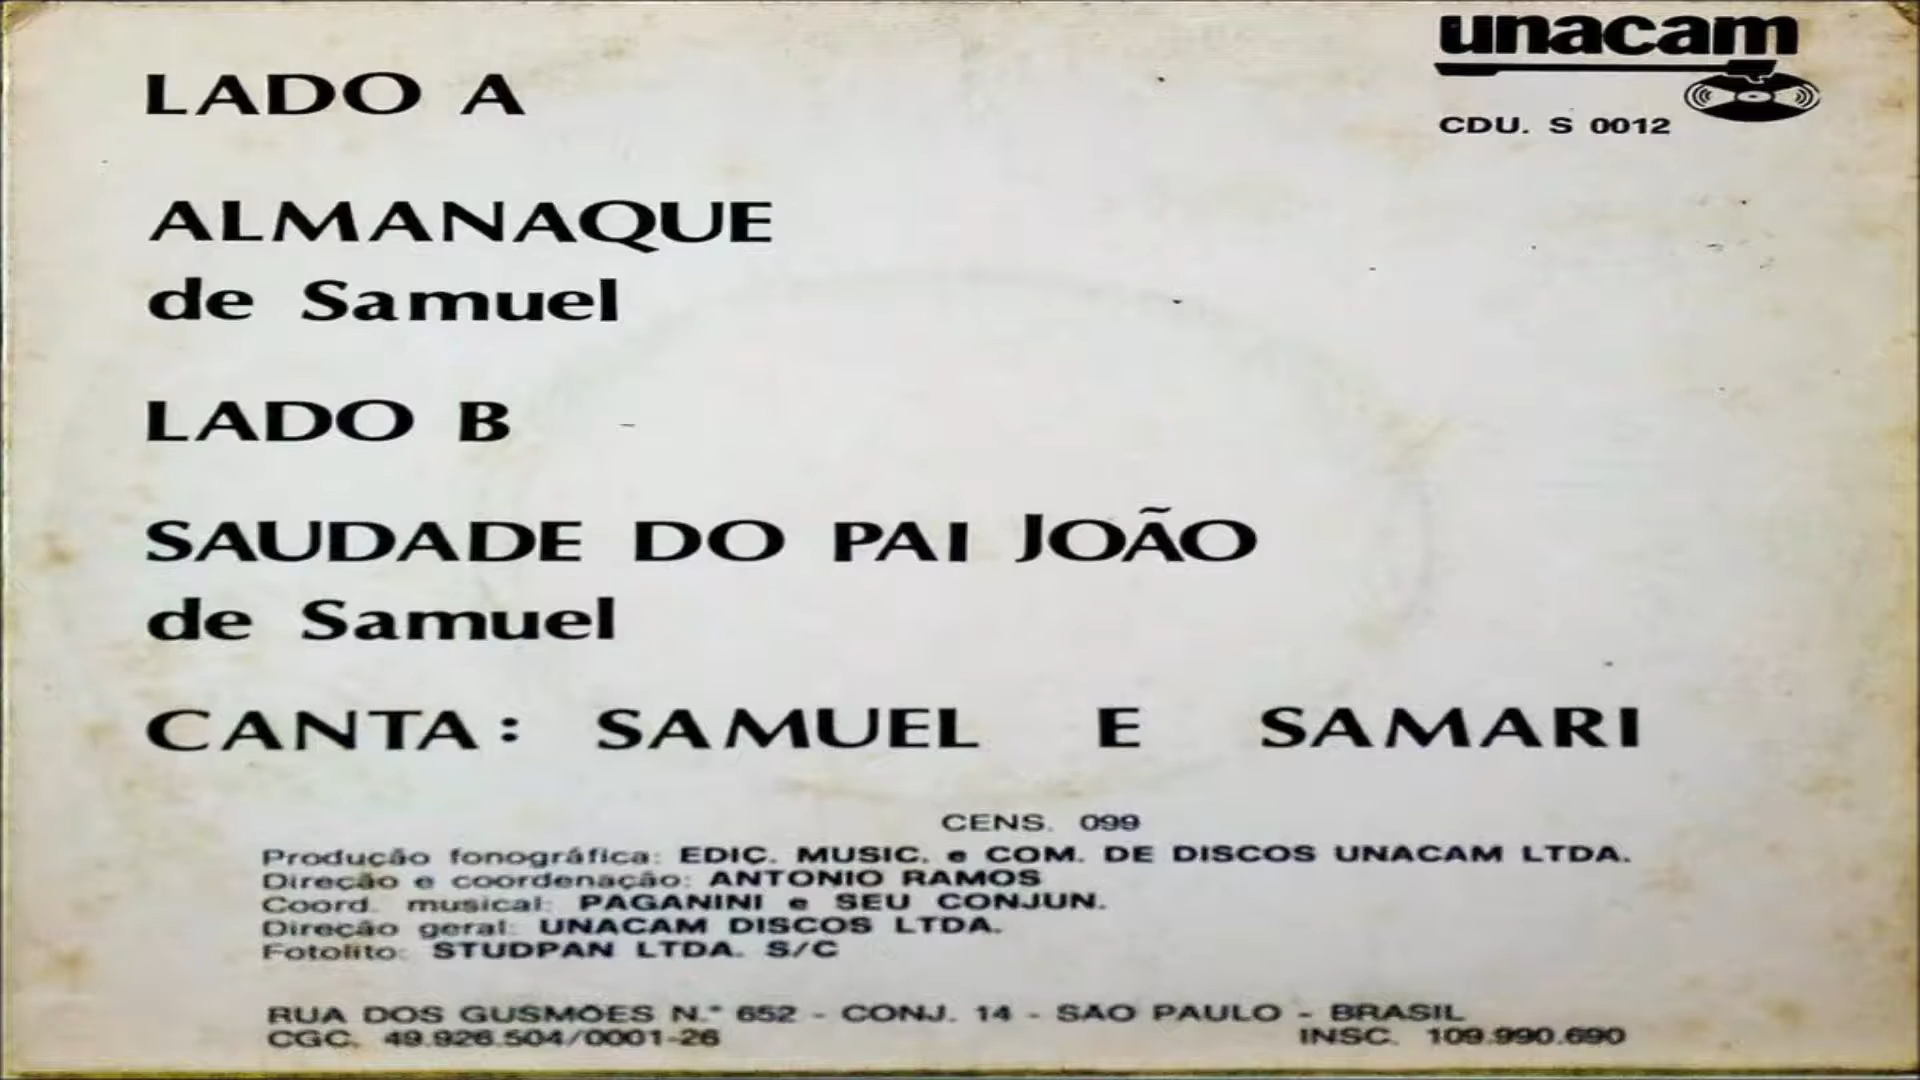 unacam
CDU. S 0012
LADO A
ALMANAQUE
de Samuel
LADO B
SAUDADE DO PAI JOÃO
de Samuel
CANTA: SAMUEL E SAMARI
CENS. 099
Produção fonográfica: EDIÇ. MUSIC. e COM. DE DISCOS UNACAM LTDA.
Direção e coordenação: ANTONIO RAMOS
Coord. musical: PAGANINI e SEU CONJUN.
Direção geral: UNACAM DISCOS LTDA.
Fotolito: STUDPAN LTDA. S/C
RUA DOS GUSMÕES N.º 652 - CONJ. 14 - SÃO PAULO - BRASIL
CGC. 49.926.504/0001-26 INSC. 109.990.690